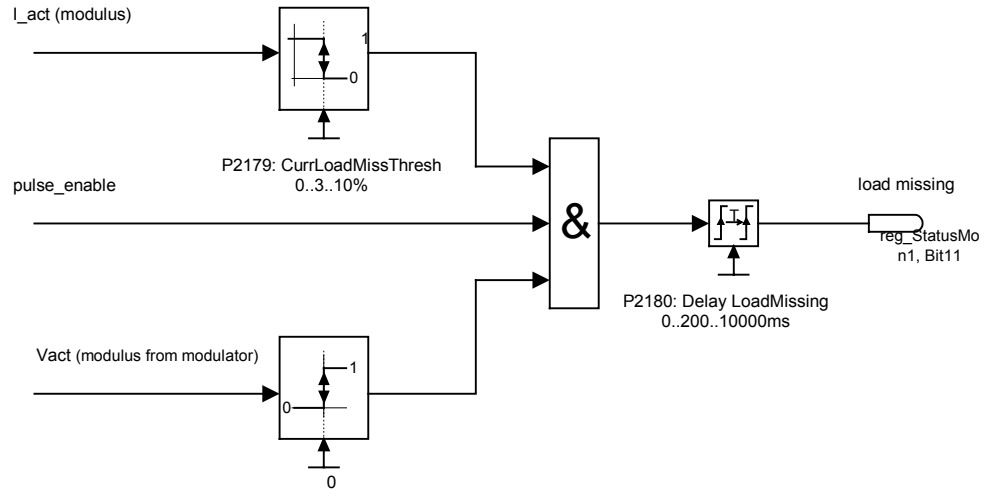 I_act (modulus)
1
0
P2179: CurrLoadMissThresh
0..3..10%
pulse_enable
&
load missing
T
reg_StatusMo
n1, Bit11
P2180: Delay LoadMissing
0..200..10000ms
Vact (modulus from modulator)
1
0
0